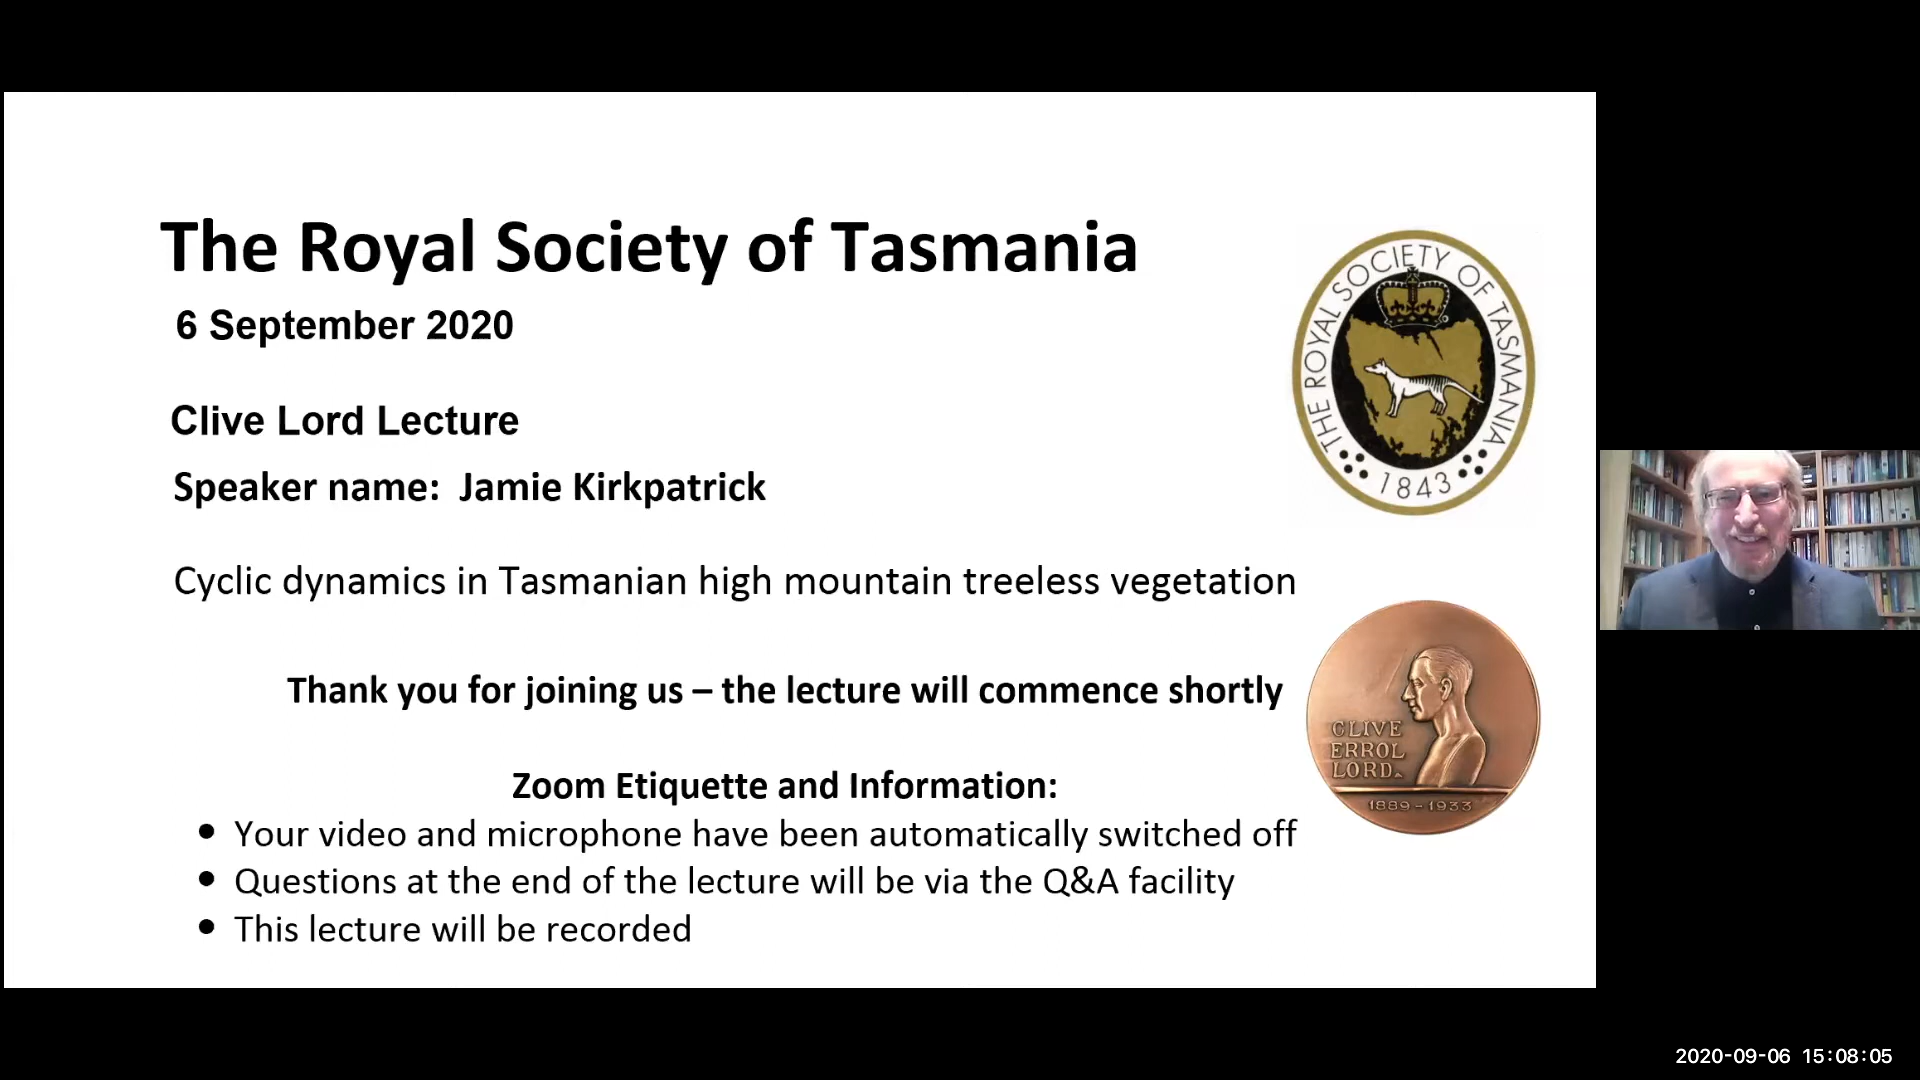 The Royal Society of Tasmania
6 September 2020
Clive Lord Lecture
Speaker name: Jamie Kirkpatrick
Cyclic dynamics in Tasmanian high mountain treeless vegetation
Thank you for joining us – the lecture will commence shortly
Zoom Etiquette and Information:
• Your video and microphone have been automatically switched off
• Questions at the end of the lecture will be via the Q&A facility
• This lecture will be recorded
THE ROYAL SOCIETY OF TASMANIA
1843
CLIVE
ERROL
LORD.
1889-1933
2020-09-06 15:08:05